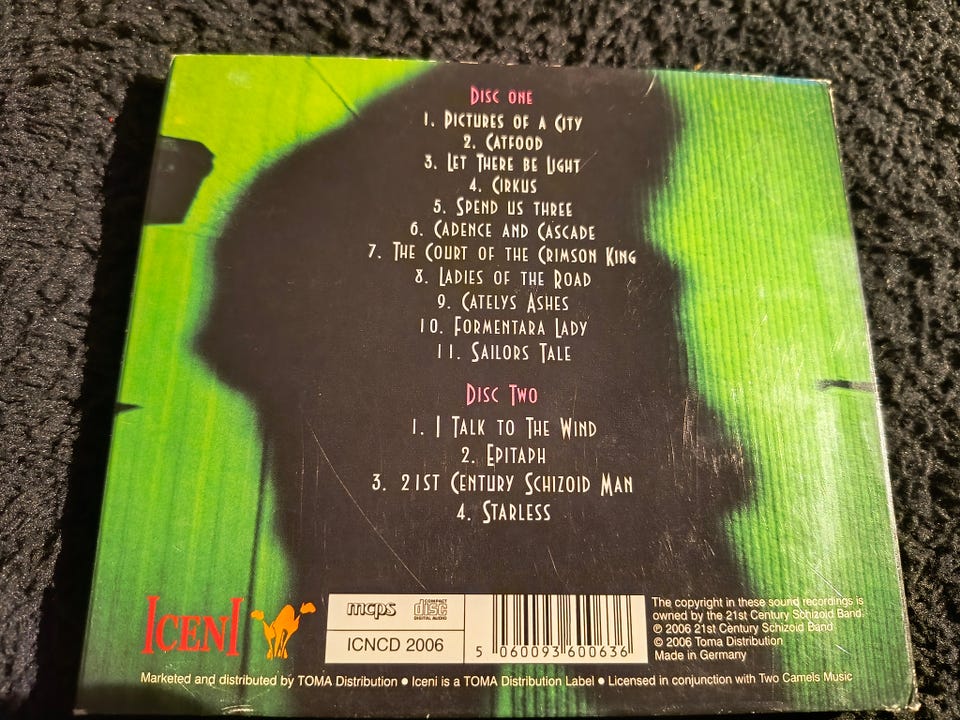 DISC ONE
1. PICTURES OF A CITY
2. CATFOOD
3. LET THERE BE LIGHT
4. CIRKUS
5. SPEND US THREE
6. CADENCE AND CASCADE
7. THE COURT OF THE CRIMSON KING
8. LADIES OF THE ROAD
9. CATELYS ASHES
10. FORMENTARA LADY
11. SAILORS TALE
DISC TWO
1. I TALK TO THE WIND
2. EPITAPH
3. 21ST CENTURY SCHIZOID MAN
4. STARLESS
ICENI
mcps
COMPACT disc DIGITAL AUDIO
ICNCD 2006
5 060093 600636
The copyright in these sound recordings is
owned by the 21st Century Schizoid Band.
℗ 2006 21st Century Schizoid Band
© 2006 Toma Distribution
Made in Germany
Marketed and distributed by TOMA Distribution ● Iceni is a TOMA Distribution Label ● Licensed in conjunction with Two Camels Music